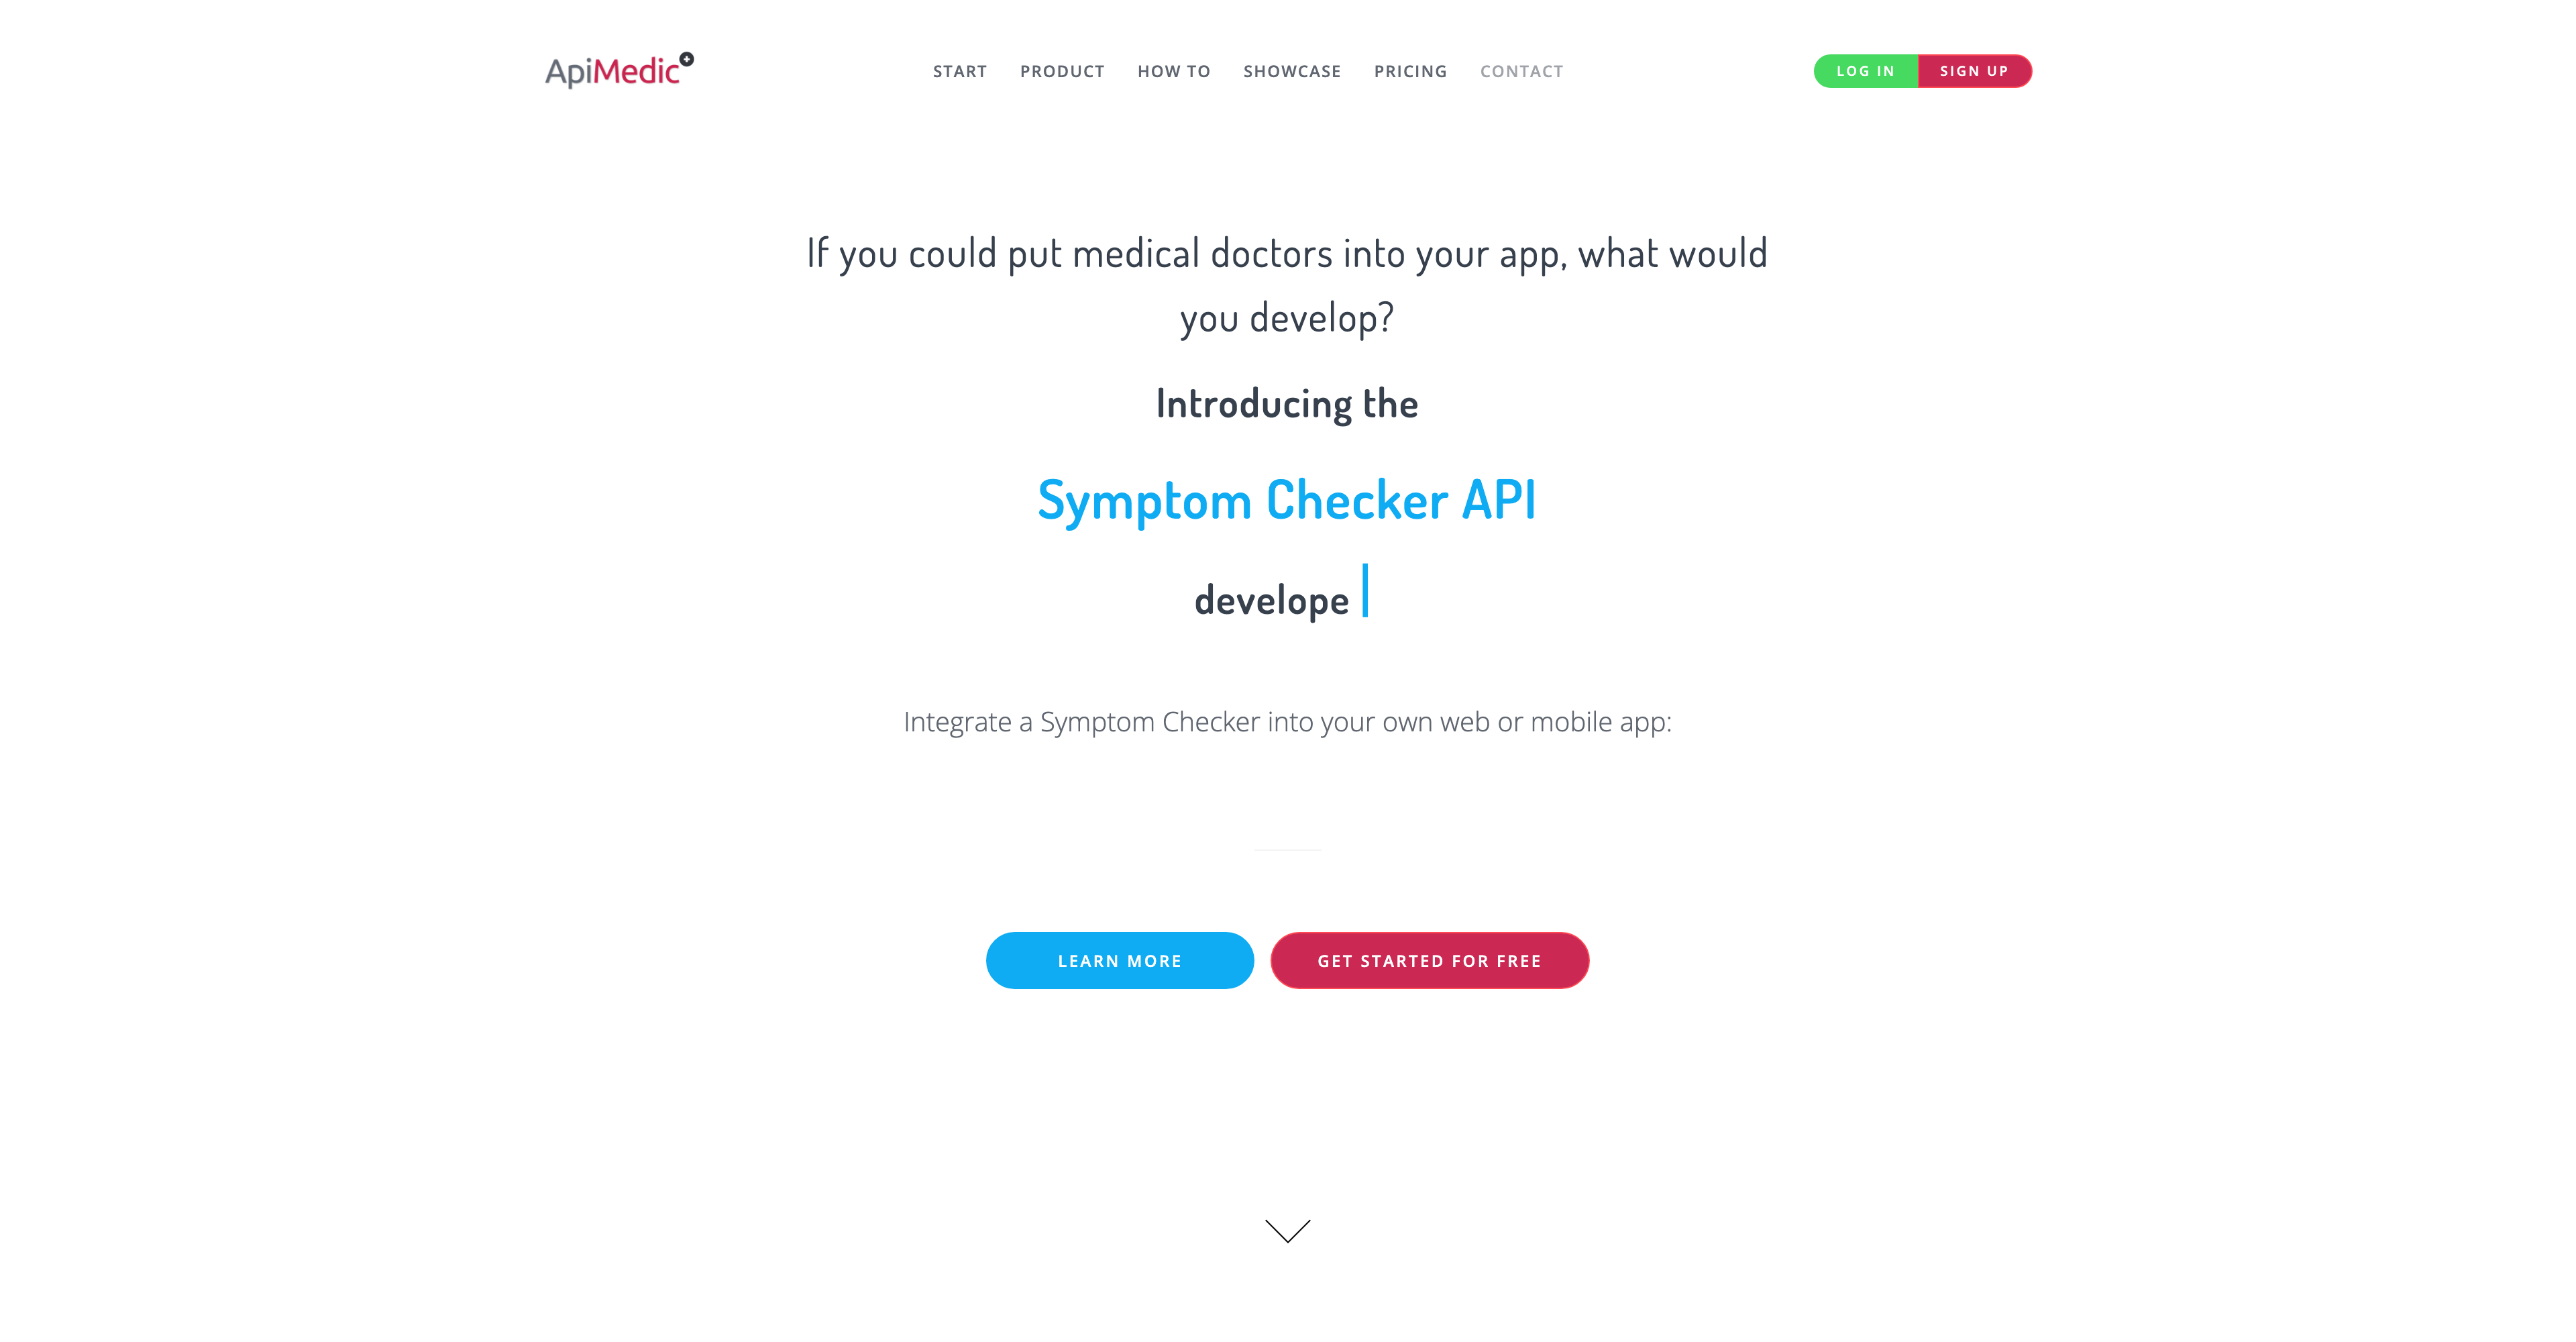 ApiMedic
START PRODUCT HOW TO SHOWCASE PRICING CONTACT
LOG IN SIGN UP
If you could put medical doctors into your app, what would
you develop?
Introducing the
Symptom Checker API
develope
Integrate a Symptom Checker into your own web or mobile app:
LEARN MORE GET STARTED FOR FREE